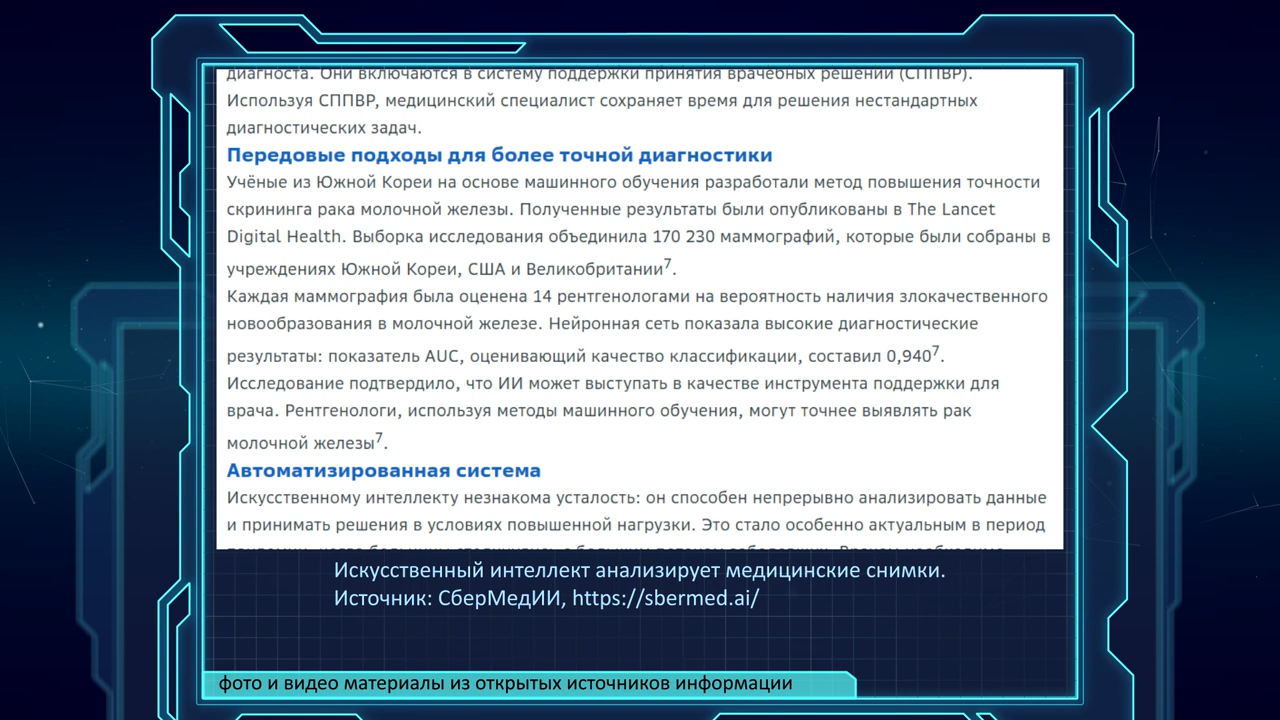 диагноста. Они включаются в систему поддержки принятия врачебных решений (СППВР).
Используя СППВР, медицинский специалист сохраняет время для решения нестандартных
диагностических задач.
Передовые подходы для более точной диагностики
Учёные из Южной Кореи на основе машинного обучения разработали метод повышения точности
скрининга рака молочной железы. Полученные результаты были опубликованы в The Lancet
Digital Health. Выборка исследования объединила 170 230 маммографий, которые были собраны в
учреждениях Южной Кореи, США и Великобритании⁷.
Каждая маммография была оценена 14 рентгенологами на вероятность наличия злокачественного
новообразования в молочной железе. Нейронная сеть показала высокие диагностические
результаты: показатель AUC, оценивающий качество классификации, составил 0,940⁷.
Исследование подтвердило, что ИИ может выступать в качестве инструмента поддержки для
врача. Рентгенологи, используя методы машинного обучения, могут точнее выявлять рак
молочной железы⁷.
Автоматизированная система
Искусственному интеллекту незнакома усталость: он способен непрерывно анализировать данные
и принимать решения в условиях повышенной нагрузки. Это стало особенно актуальным в период
Искусственный интеллект анализирует медицинские снимки.
Источник: СберМедИИ, https://sbermed.ai/
фото и видео материалы из открытых источников информации